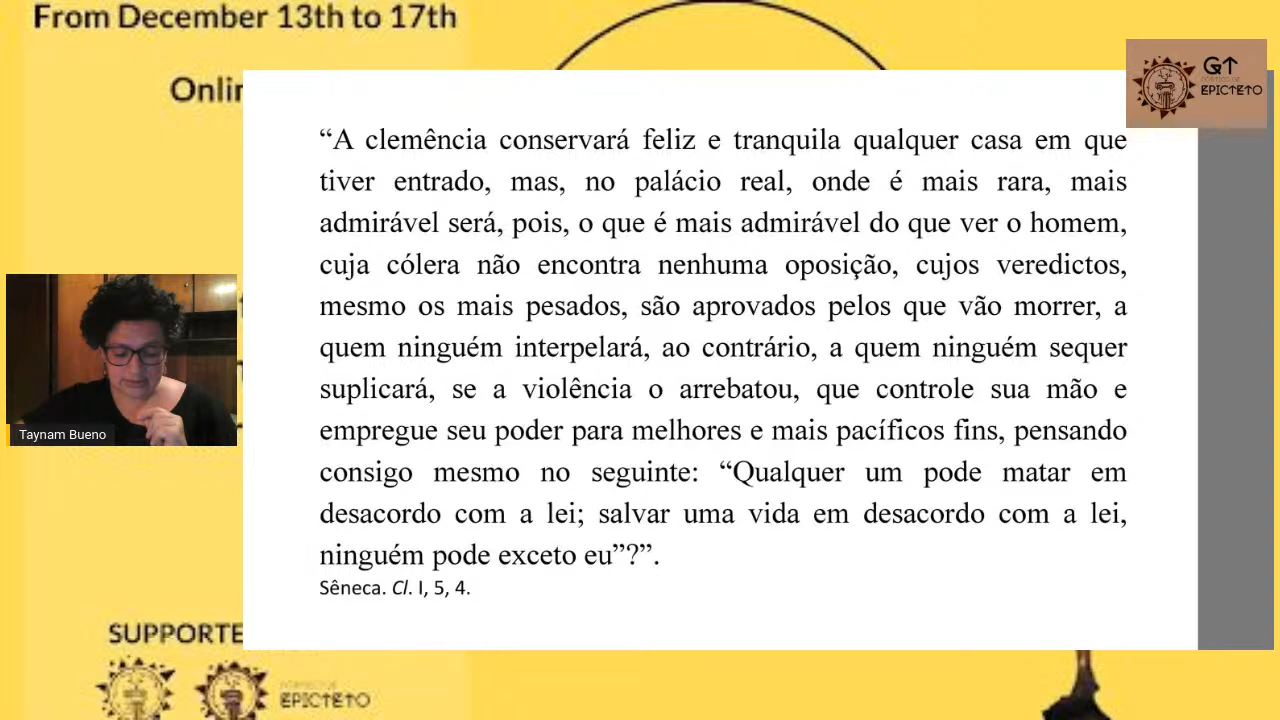 From December 13th to 17th
Onlin
GT
PÓRTICO DE
EPICTETO
“A clemência conservará feliz e tranquila qualquer casa em que
tiver entrado, mas, no palácio real, onde é mais rara, mais
admirável será, pois, o que é mais admirável do que ver o homem,
cuja cólera não encontra nenhuma oposição, cujos veredictos,
mesmo os mais pesados, são aprovados pelos que vão morrer, a
quem ninguém interpelará, ao contrário, a quem ninguém sequer
suplicará, se a violência o arrebatou, que controle sua mão e
empregue seu poder para melhores e mais pacíficos fins, pensando
consigo mesmo no seguinte: “Qualquer um pode matar em
desacordo com a lei; salvar uma vida em desacordo com a lei,
ninguém pode exceto eu”?”.
Sêneca. Cl. I, 5, 4.
Taynam Bueno
SUPPORTE
PÓRTICO DE
EPICTETO